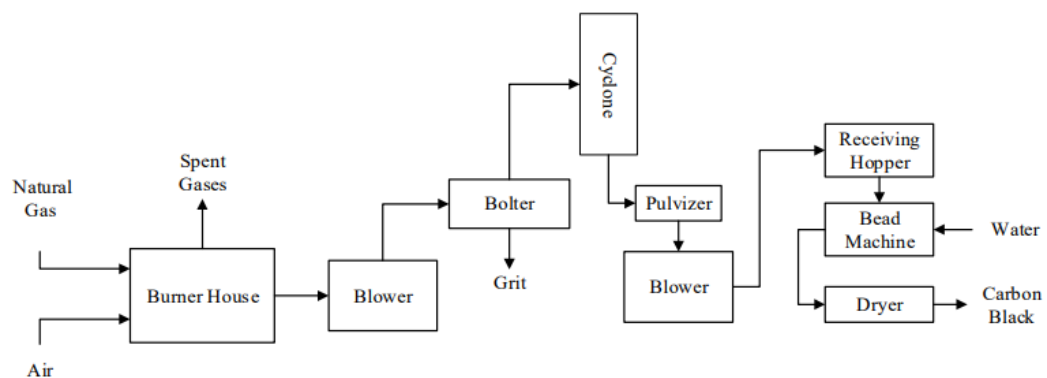 Natural
Gas
Air
Spent
Gases
Burner House
Blower
Bolter
Grit
Cyclone
Pulvizer
Blower
Receiving
Hopper
Bead
Machine
Water
Dryer
Carbon
Black